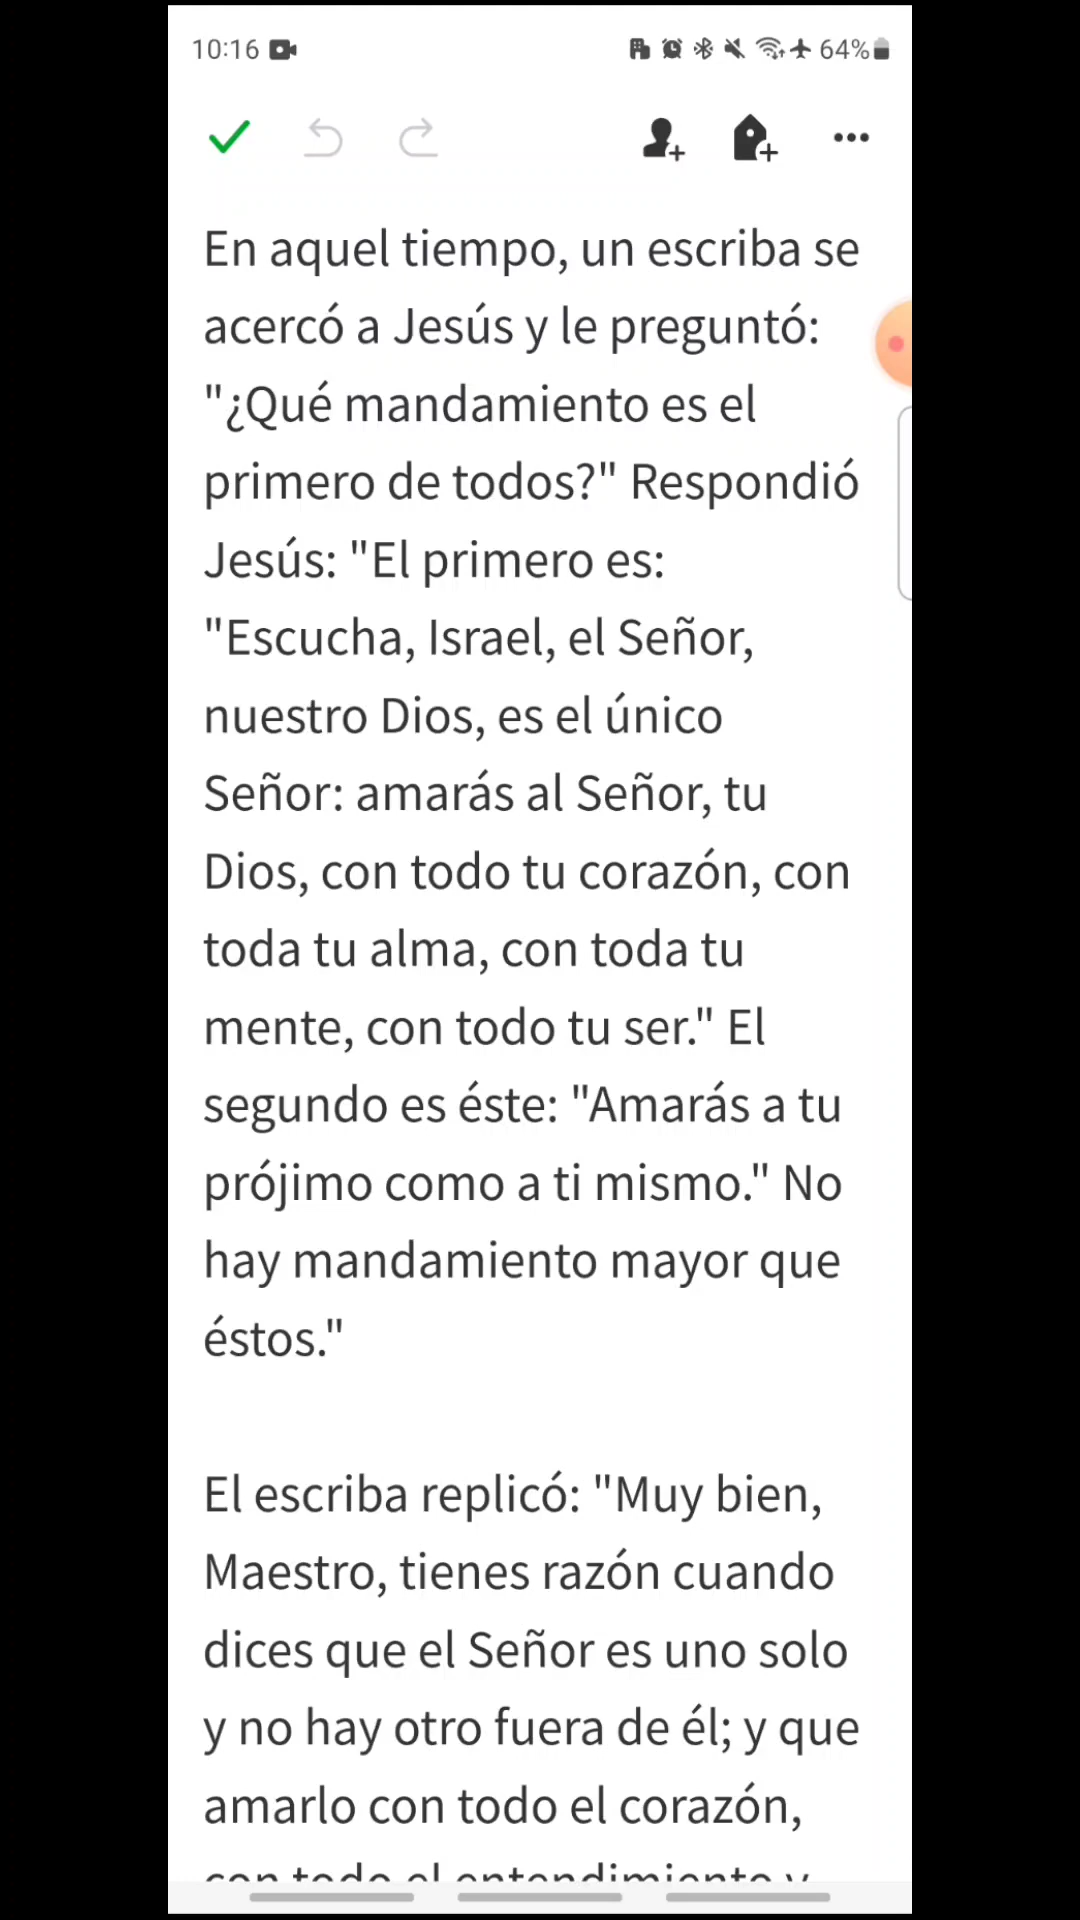 10:16
64%
En aquel tiempo, un escriba se
acercó a Jesús y le preguntó:
"¿Qué mandamiento es el
primero de todos?" Respondió
Jesús: "El primero es:
"Escucha, Israel, el Señor,
nuestro Dios, es el único
Señor: amarás al Señor, tu
Dios, con todo tu corazón, con
toda tu alma, con toda tu
mente, con todo tu ser." El
segundo es éste: "Amarás a tu
prójimo como a ti mismo." No
hay mandamiento mayor que
éstos."
El escriba replicó: "Muy bien,
Maestro, tienes razón cuando
dices que el Señor es uno solo
y no hay otro fuera de él; y que
amarlo con todo el corazón,
con todo el entendimiento y